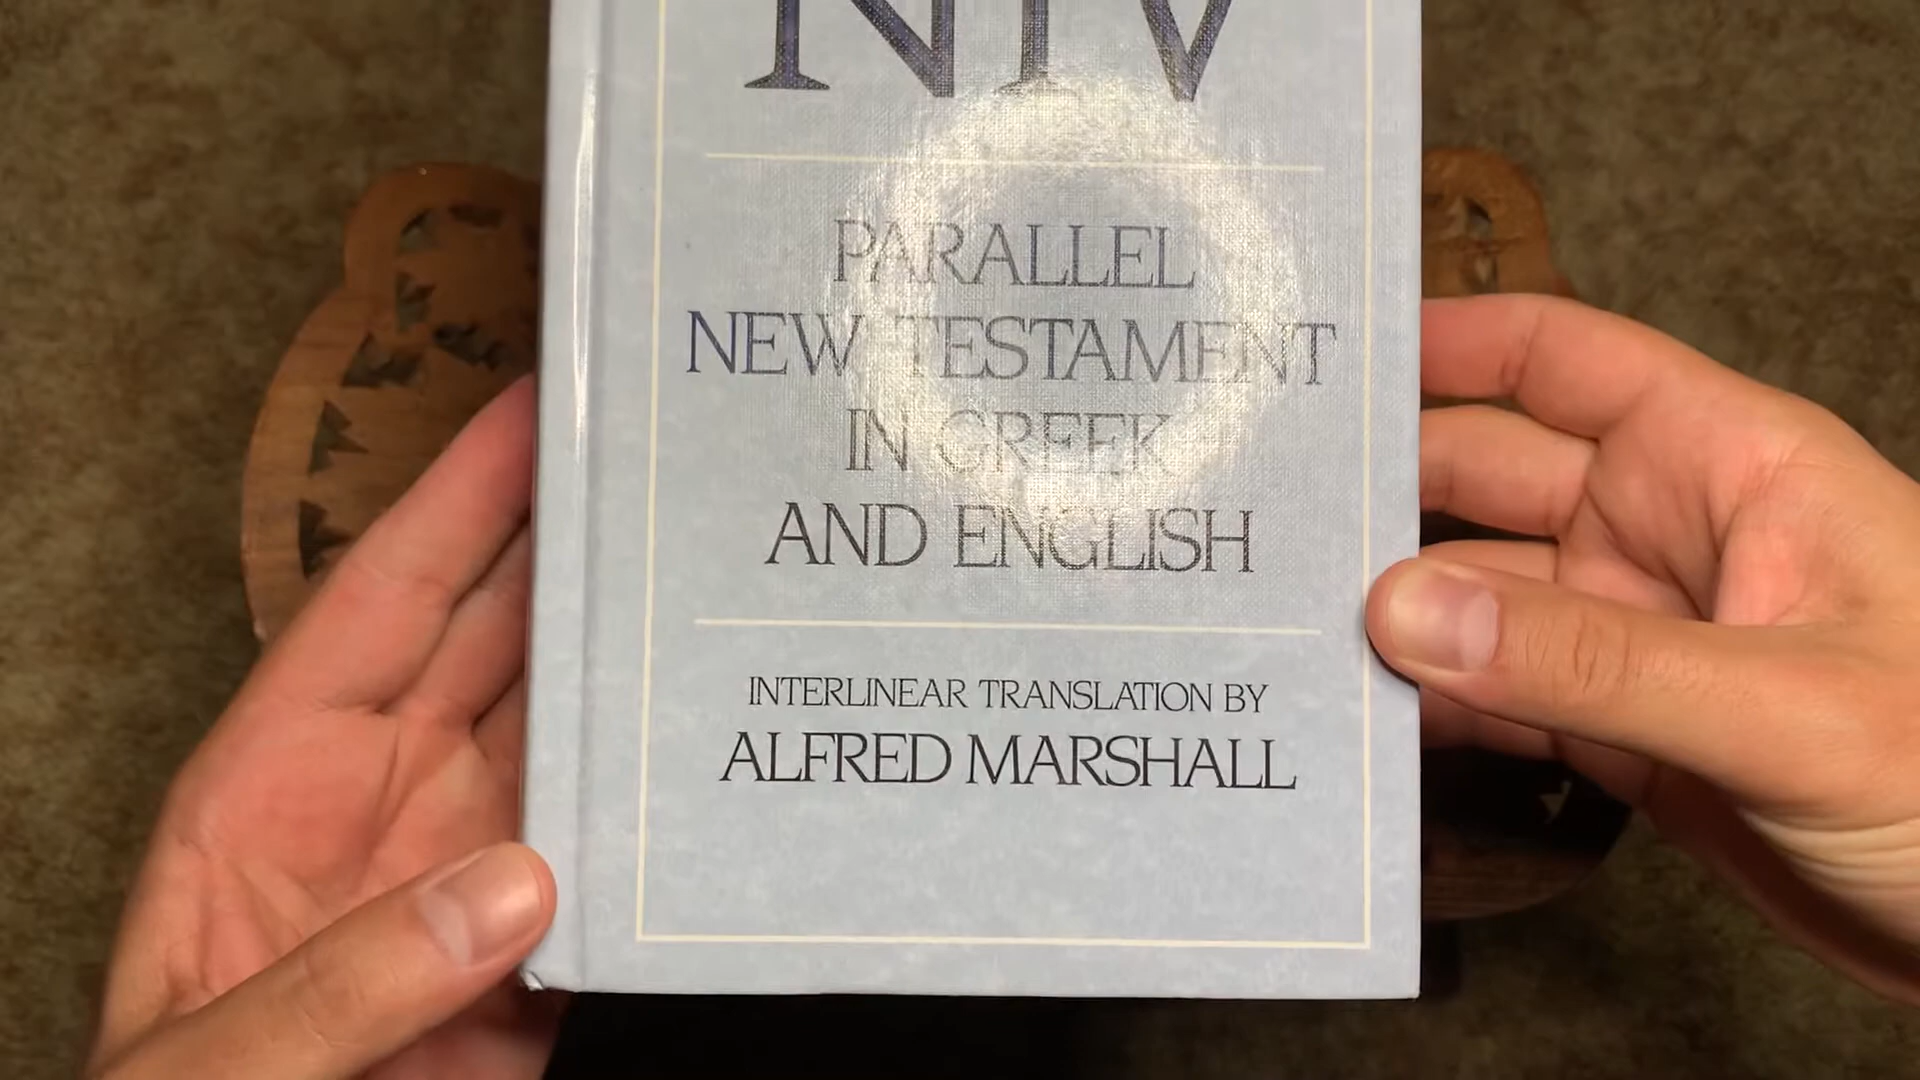 NIV
PARALLEL
NEW TESTAMENT
IN GREEK
AND ENGLISH
INTERLINEAR TRANSLATION BY
ALFRED MARSHALL